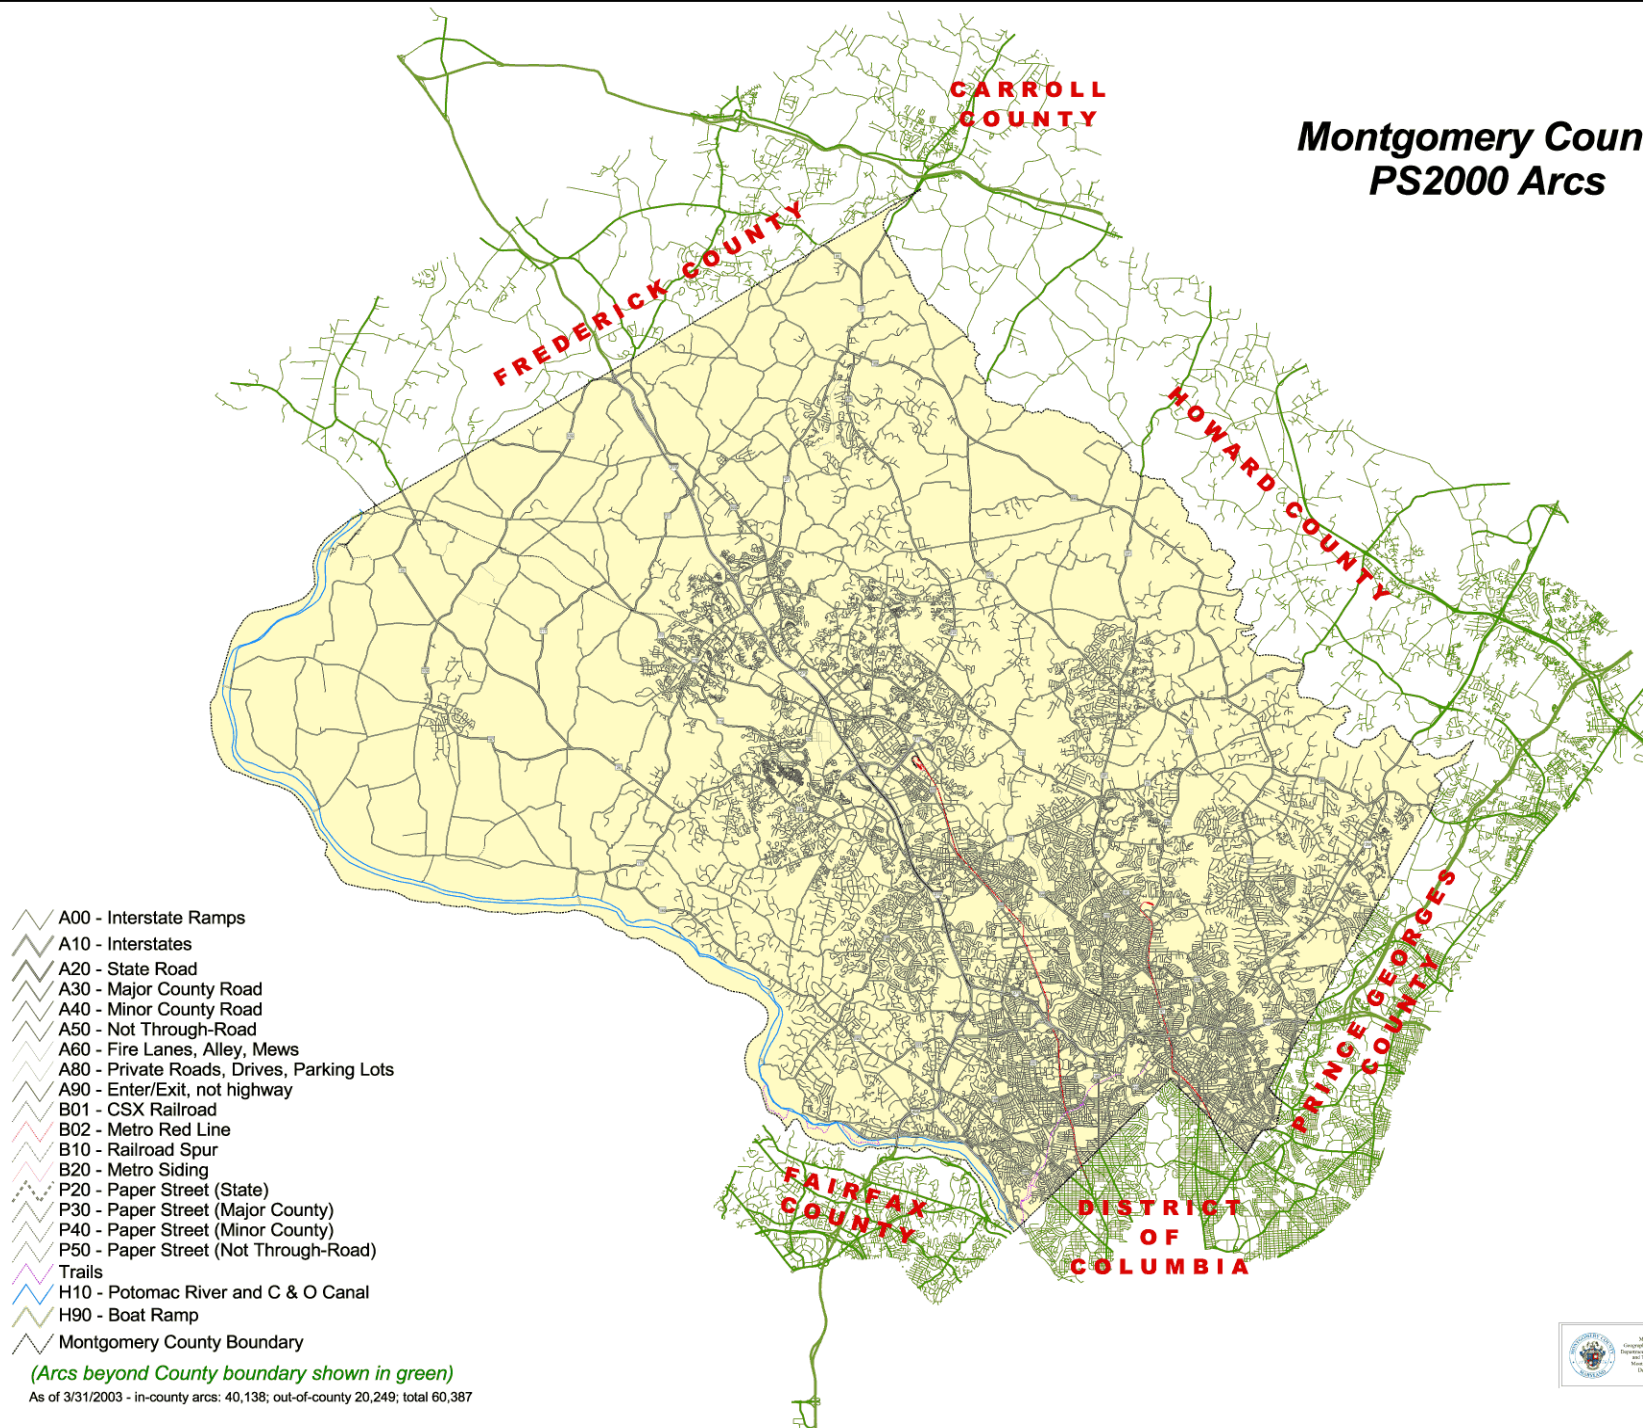 CARROLL
COUNTY
Montgomery Coun
PS2000 Arcs
FREDERICK COUNTY
HOWARD COUNTY
PRINCE GEORGES
COUNTY
FAIRFAX
COUNTY
DISTRICT
OF
COLUMBIA
A00 - Interstate Ramps
A10 - Interstates
A20 - State Road
A30 - Major County Road
A40 - Minor County Road
A50 - Not Through-Road
A60 - Fire Lanes, Alley, Mews
A80 - Private Roads, Drives, Parking Lots
A90 - Enter/Exit, not highway
B01 - CSX Railroad
B02 - Metro Red Line
B10 - Railroad Spur
B20 - Metro Siding
P20 - Paper Street (State)
P30 - Paper Street (Major County)
P40 - Paper Street (Minor County)
P50 - Paper Street (Not Through-Road)
Trails
H10 - Potomac River and C & O Canal
H90 - Boat Ramp
Montgomery County Boundary
(Arcs beyond County boundary shown in green)
As of 3/31/2003 - in-county arcs: 40,138; out-of-county 20,249; total 60,387